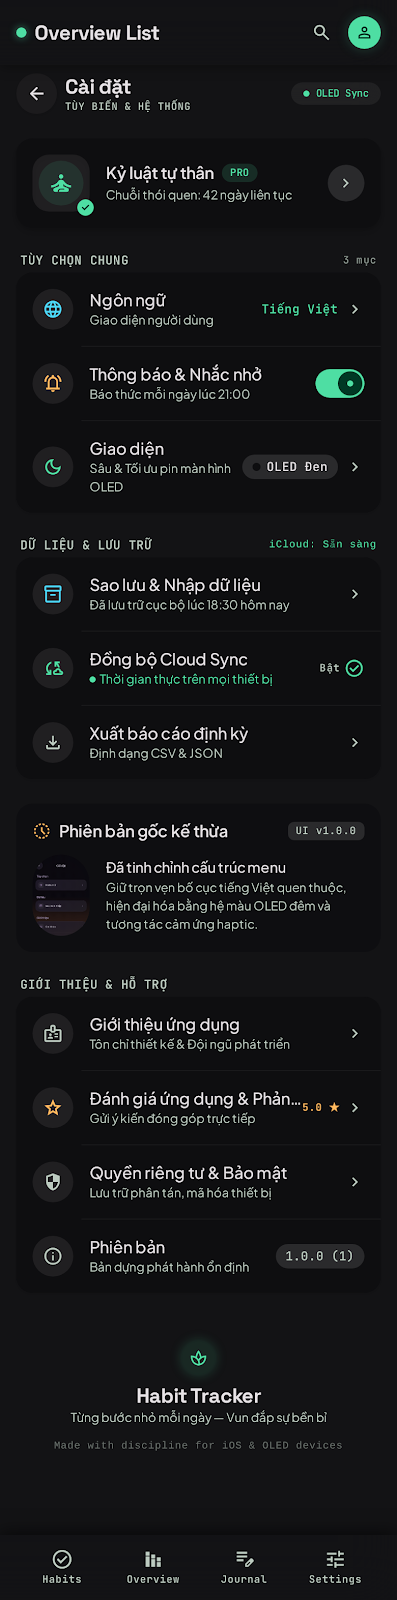 Overview List
Cài đặt
TÙY BIẾN & HỆ THỐNG
OLED Sync
Kỷ luật tự thân PRO
Chuỗi thói quen: 42 ngày liên tục
TÙY CHỌN CHUNG 3 mục
Ngôn ngữ
Giao diện người dùng
Tiếng Việt
Thông báo & Nhắc nhở
Báo thức mỗi ngày lúc 21:00
Giao diện
Sâu & Tối ưu pin màn hình
OLED
OLED Đen
DỮ LIỆU & LƯU TRỮ iCloud: Sẵn sàng
Sao lưu & Nhập dữ liệu
Đã lưu trữ cục bộ lúc 18:30 hôm nay
Đồng bộ Cloud Sync
Thời gian thực trên mọi thiết bị
Bật
Xuất báo cáo định kỳ
Định dạng CSV & JSON
Phiên bản gốc kế thừa UI v1.0.0
Đã tinh chỉnh cấu trúc menu
Giữ trọn vẹn bố cục tiếng Việt quen thuộc,
hiện đại hóa bằng hệ màu OLED đêm và
tương tác cảm ứng haptic.
GIỚI THIỆU & HỖ TRỢ
Giới thiệu ứng dụng
Tôn chỉ thiết kế & Đội ngũ phát triển
Đánh giá ứng dụng & Phản... 5.0 ★
Gửi ý kiến đóng góp trực tiếp
Quyền riêng tư & Bảo mật
Lưu trữ phân tán, mã hóa thiết bị
Phiên bản
Bản dựng phát hành ổn định
1.0.0 (1)
Habit Tracker
Từng bước nhỏ mỗi ngày — Vun đắp sự bền bỉ
Made with discipline for iOS & OLED devices
Habits Overview Journal Settings